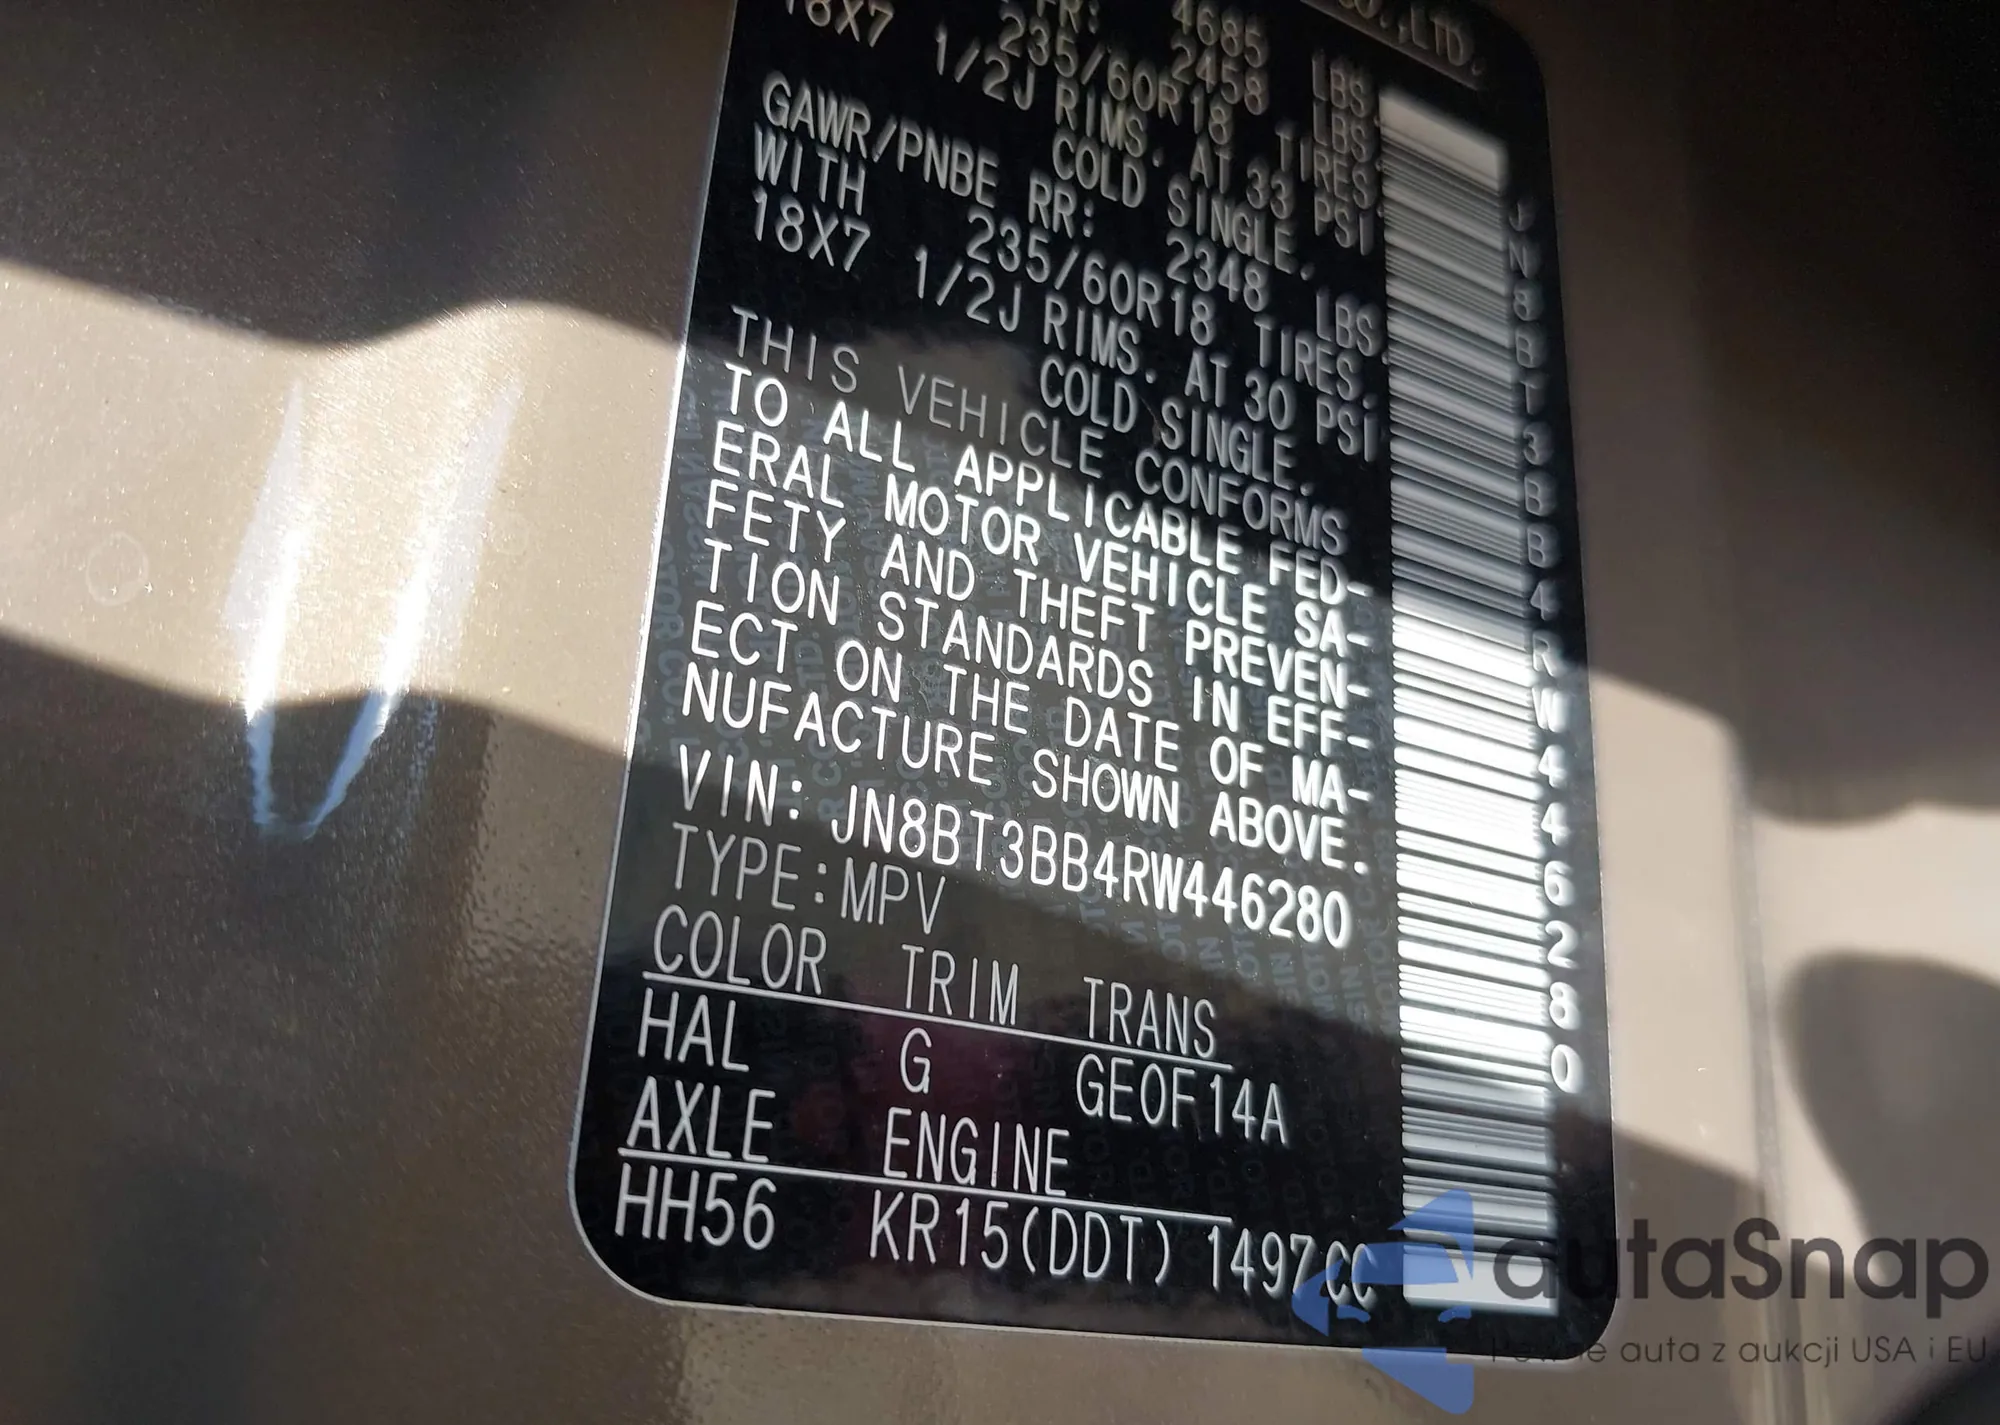 CO.,LTD.
4685 LBS.
FR: 2458 LBS.
235/60R18 TIRES.
18X7 1/2J RIMS. AT 33 PSI
COLD SINGLE.
GAWR/PNBE RR: 2348 LBS.
WITH 235/60R18 TIRES.
18X7 1/2J RIMS. AT 30 PSI
COLD SINGLE.
THIS VEHICLE CONFORMS
TO ALL APPLICABLE FED-
ERAL MOTOR VEHICLE SA-
FETY AND THEFT PREVEN-
TION STANDARDS IN EFF-
ECT ON THE DATE OF MA-
NUFACTURE SHOWN ABOVE.
VIN: JN8BT3BB4RW446280
TYPE:MPV
COLOR TRIM TRANS
HAL G GE0F14A
AXLE ENGINE
HH56 KR15(DDT) 1497CC
JN8BT3BB4RW446280
autaSnap
Pewne auta z aukcji USA i EU